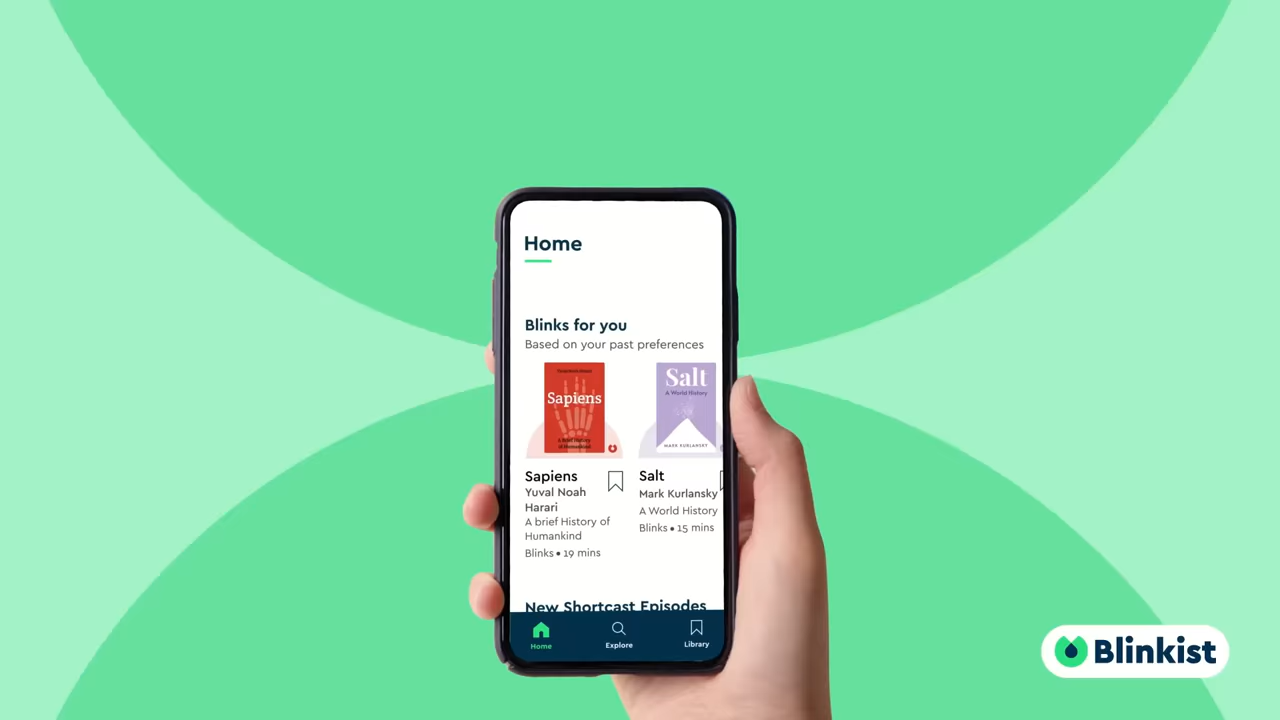 Home
Blinks for you
Based on your past preferences
Sapiens
A Brief History
of Humankind
Salt
A World History
MARK KURLANSKY
Sapiens
Yuval Noah
Harari
A brief History of
Humankind
Blinks • 19 mins
Salt
Mark Kurlansky
A World History
Blinks • 15 mins
New Shortcast Episodes
Home
Explore
Library
Blinkist